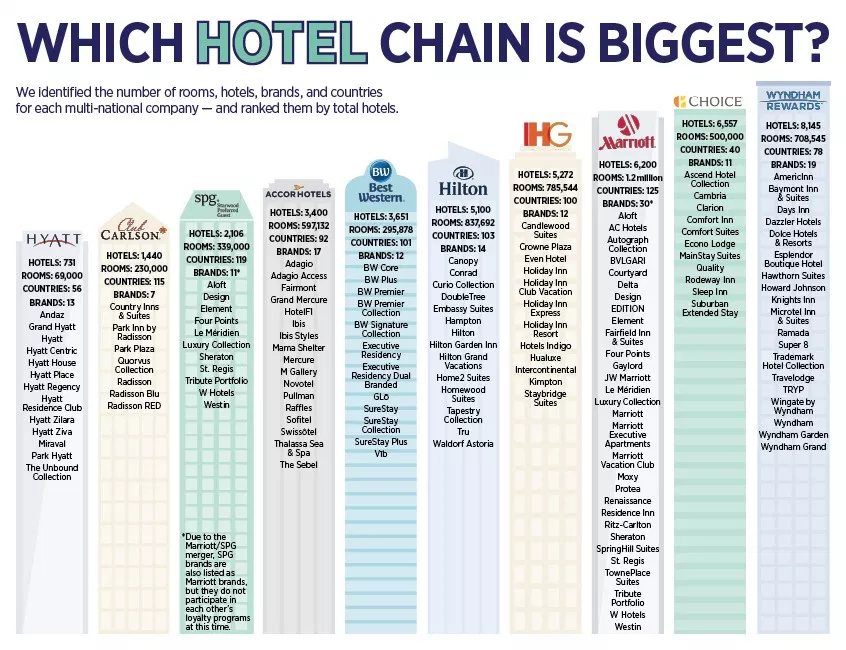 WHICH HOTEL CHAIN IS BIGGEST?
We identified the number of rooms, hotels, brands, and countries
for each multi-national company — and ranked them by total hotels.
HYATT
HOTELS: 731
ROOMS: 69,000
COUNTRIES: 56
BRANDS: 13
Andaz
Grand Hyatt
Hyatt
Hyatt Centric
Hyatt House
Hyatt Place
Hyatt Regency
Hyatt
Residence Club
Hyatt Zilara
Hyatt Ziva
Miraval
Park Hyatt
The Unbound
Collection
Club
CARLSON
HOTELS: 1,440
ROOMS: 230,000
COUNTRIES: 115
BRANDS: 7
Country Inns
& Suites
Park Inn by
Radisson
Park Plaza
Quorvus
Collection
Radisson
Radisson Blu
Radisson RED
spg.
Starwood
Preferred
Guest
HOTELS: 2,106
ROOMS: 339,000
COUNTRIES: 119
BRANDS: 11*
Aloft
Design
Element
Four Points
Le Méridien
Luxury Collection
Sheraton
St. Regis
Tribute Portfolio
W Hotels
Westin
*Due to the
Marriott/SPG
merger, SPG
brands are
also listed as
Marriott brands,
but they do not
participate in
each other's
loyalty programs
at this time.
ACCORHOTELS
HOTELS: 3,400
ROOMS: 597,132
COUNTRIES: 92
BRANDS: 17
Adagio
Adagio Access
Fairmont
Grand Mercure
HotelF1
Ibis
Ibis Styles
Mama Shelter
Mercure
M Gallery
Novotel
Pullman
Raffles
Sofitel
Swissôtel
Thalassa Sea
& Spa
The Sebel
BW
Best
Western.
HOTELS: 3,651
ROOMS: 295,878
COUNTRIES: 101
BRANDS: 12
BW Core
BW Plus
BW Premier
BW Premier
Collection
BW Signature
Collection
Executive
Residency
Executive
Residency Dual
Branded
GLō
SureStay
SureStay
Collection
SureStay Plus
Vīb
Hilton
HOTELS: 5,100
ROOMS: 837,692
COUNTRIES: 103
BRANDS: 14
Canopy
Conrad
Curio Collection
DoubleTree
Embassy Suites
Hampton
Hilton
Hilton Garden Inn
Hilton Grand
Vacations
Home2 Suites
Homewood
Suites
Tapestry
Collection
Tru
Waldorf Astoria
IHG
HOTELS: 5,272
ROOMS: 785,544
COUNTRIES: 100
BRANDS: 12
Candlewood
Suites
Crowne Plaza
Even Hotel
Holiday Inn
Holiday Inn
Club Vacation
Holiday Inn
Express
Holiday Inn
Resort
Hotels Indigo
Hualuxe
Intercontinental
Kimpton
Staybridge
Suites
Marriott
HOTELS: 6,200
ROOMS: 1.2 million
COUNTRIES: 125
BRANDS: 30*
Aloft
AC Hotels
Autograph
Collection
BVLGARI
Courtyard
Delta
Design
EDITION
Element
Fairfield Inn
& Suites
Four Points
Gaylord
JW Marriott
Le Méridien
Luxury Collection
Marriott
Marriott
Executive
Apartments
Marriott
Vacation Club
Moxy
Protea
Renaissance
Residence Inn
Ritz-Carlton
Sheraton
SpringHill Suites
St. Regis
TownePlace
Suites
Tribute
Portfolio
W Hotels
Westin
CHOICE
HOTELS: 6,557
ROOMS: 500,000
COUNTRIES: 40
BRANDS: 11
Ascend Hotel
Collection
Cambria
Clarion
Comfort Inn
Comfort Suites
Econo Lodge
MainStay Suites
Quality
Rodeway Inn
Sleep Inn
Suburban
Extended Stay
WYNDHAM
REWARDS
HOTELS: 8,145
ROOMS: 708,545
COUNTRIES: 78
BRANDS: 19
AmericInn
Baymont Inn
& Suites
Days Inn
Dazzler Hotels
Dolce Hotels
& Resorts
Esplendor
Boutique Hotel
Hawthorn Suites
Howard Johnson
Knights Inn
Microtel Inn
& Suites
Ramada
Super 8
Trademark
Hotel Collection
Travelodge
TRYP
Wingate by
Wyndham
Wyndham
Wyndham Garden
Wyndham Grand